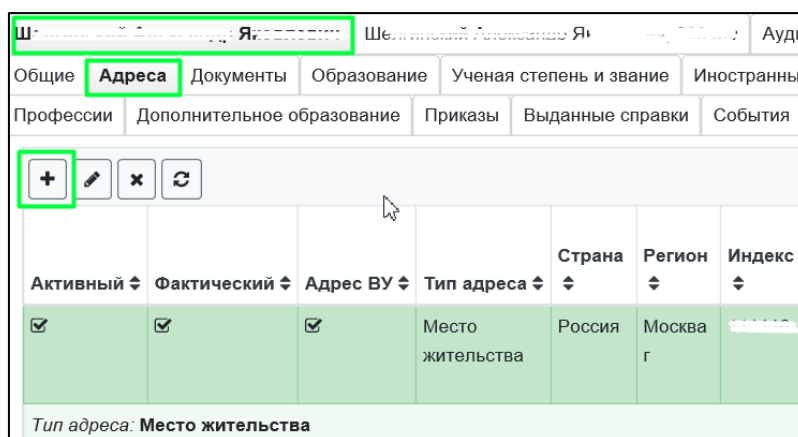 Ауди
Общие Адреса Документы Образование Ученая степень и звание Иностранны
Профессии Дополнительное образование Приказы Выданные справки События
Страна Регион Индекс
Активный Фактический Адрес ВУ Тип адреса
Место Россия Москва
жительства г
Тип адреса: Место жительства